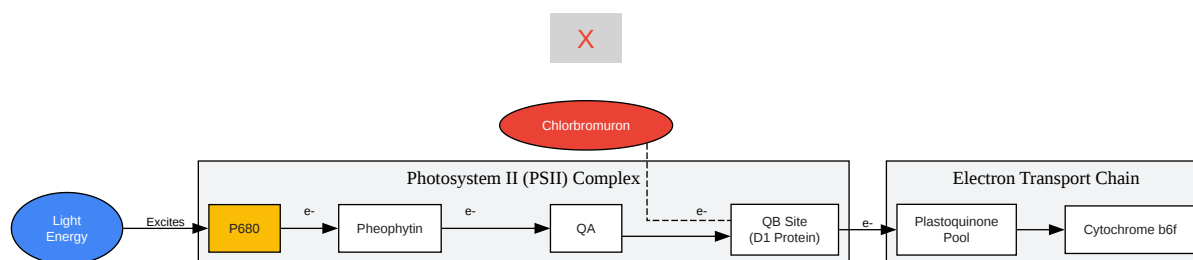 X
Chlorbromuron
Photosystem II (PSII) Complex
Electron Transport Chain
Light
Energy
Excites
P680
e-
Pheophytin
e-
QA
e-
QB Site
(D1 Protein)
e-
Plastoquinone
Pool
Cytochrome b6f